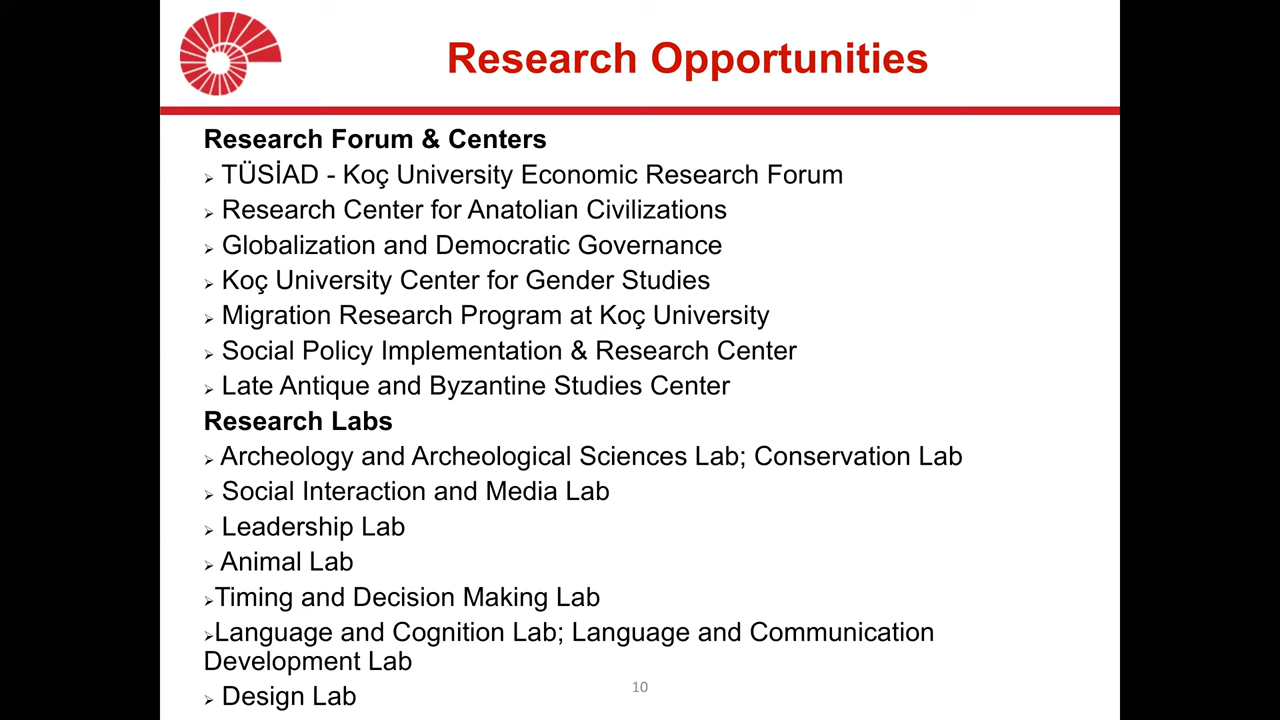 Research Opportunities
Research Forum & Centers
➢ TÜSİAD - Koç University Economic Research Forum
➢ Research Center for Anatolian Civilizations
➢ Globalization and Democratic Governance
➢ Koç University Center for Gender Studies
➢ Migration Research Program at Koç University
➢ Social Policy Implementation & Research Center
➢ Late Antique and Byzantine Studies Center
Research Labs
➢ Archeology and Archeological Sciences Lab; Conservation Lab
➢ Social Interaction and Media Lab
➢ Leadership Lab
➢ Animal Lab
➢Timing and Decision Making Lab
➢Language and Cognition Lab; Language and Communication
Development Lab
➢ Design Lab
10